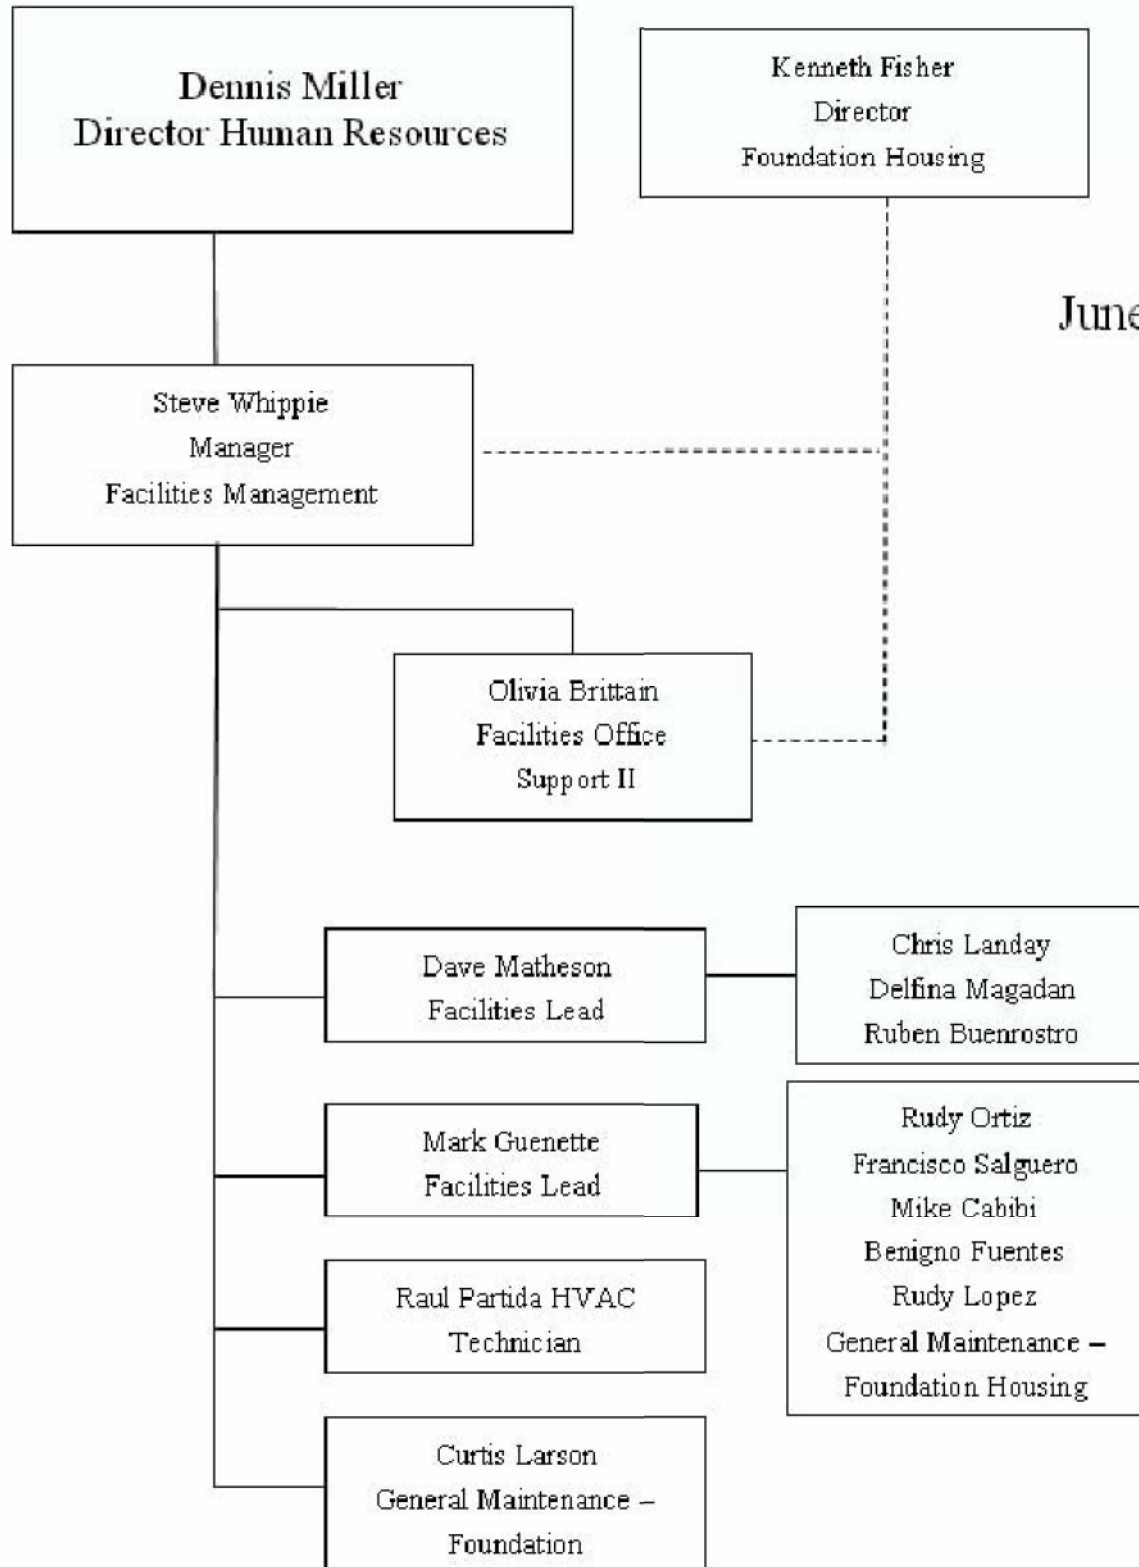 Dennis Miller
Director Human Resources
Kenneth Fisher
Director
Foundation Housing
June
Steve Whippie
Manager
Facilities Management
Olivia Brittain
Facilities Office
Support II
Dave Matheson
Facilities Lead
Chris Landay
Delfina Magadan
Ruben Buenrostro
Mark Guenette
Facilities Lead
Rudy Ortiz
Francisco Salguero
Mike Cabibi
Benigno Fuentes
Rudy Lopez
General Maintenance –
Foundation Housing
Raul Partida HVAC
Technician
Curtis Larson
General Maintenance –
Foundation